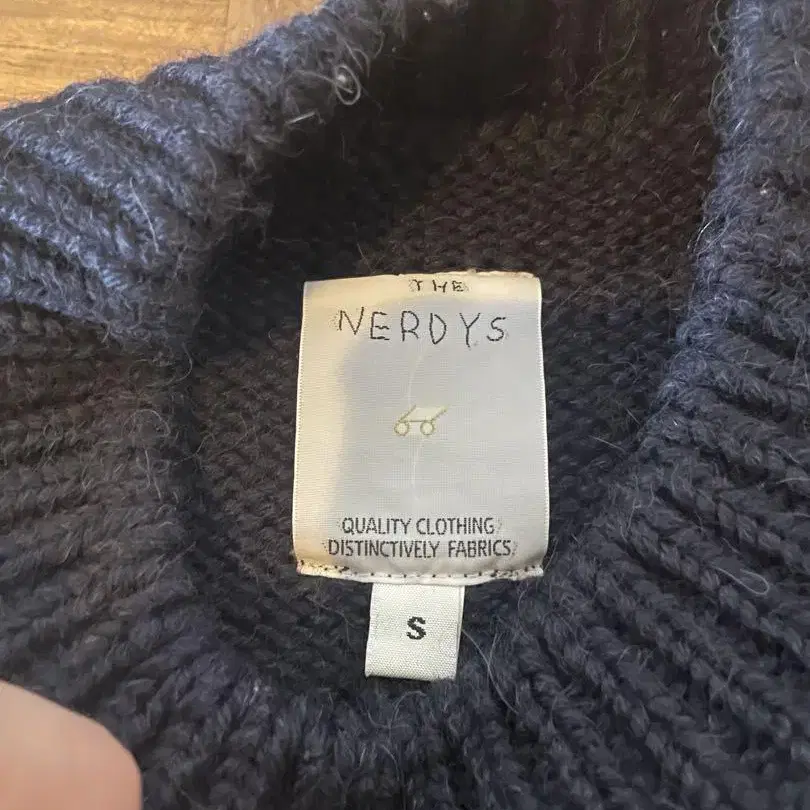 THE
NERDYS
QUALITY CLOTHING
DISTINCTIVELY FABRICS
S